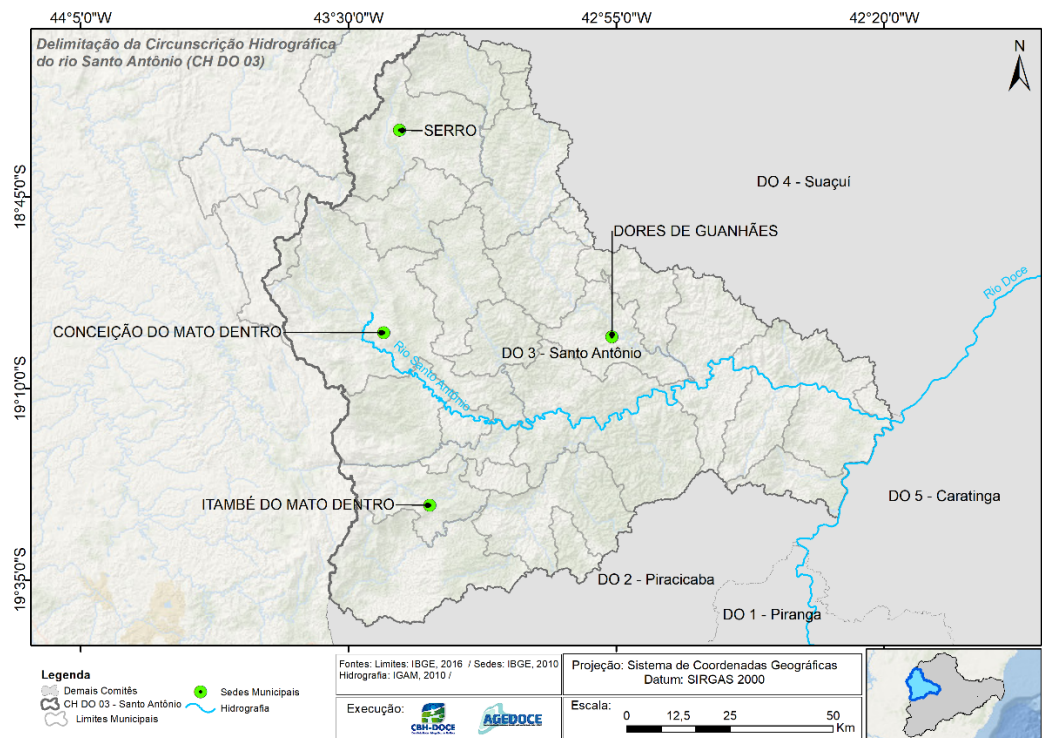 44°5'0"W
43°30'0"W
42°55'0"W
42°20'0"W
Delimitação da Circunscrição Hidrográfica
do rio Santo Antônio (CH DO 03)
N
SERRO
18°45'0"S
DO 4 - Suaçuí
DORES DE GUANHÃES
Rio Doce
CONCEIÇÃO DO MATO DENTRO
Rio Santo Antônio
DO 3 - Santo Antônio
19°10'0"S
ITAMBÉ DO MATO DENTRO
DO 5 - Caratinga
19°35'0"S
DO 2 - Piracicaba
DO 1 - Piranga
Legenda
Demais Comitês
CH DO 03 - Santo Antônio
Limites Municipais
Sedes Municipais
Hidrografia
Fontes: Limites: IBGE, 2016 / Sedes: IBGE, 2010
Hidrografia: IGAM, 2010 /
Execução:
CBH-DOCE
AGEDOCE
Projeção: Sistema de Coordenadas Geográficas
Datum: SIRGAS 2000
Escala:
0 12,5 25 50
Km